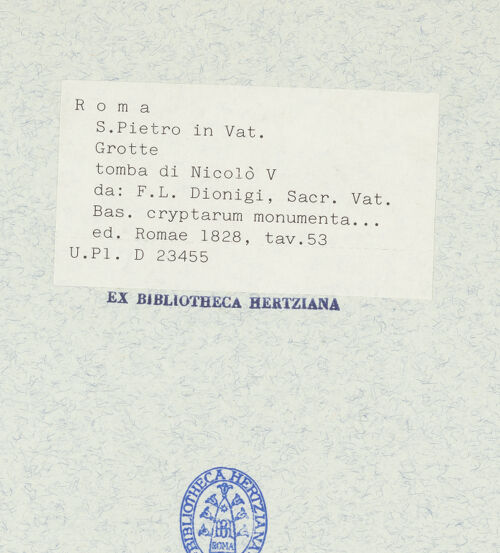 R o m a
S.Pietro in Vat.
Grotte
tomba di Nicolò V
da: F.L. Dionigi, Sacr. Vat.
Bas. cryptarum monumenta...
ed. Romae 1828, tav.53
U.Pl. D 23455
EX BIBLIOTHECA HERTZIANA
BIBLIOTHECA HERTZIANA
ROMA